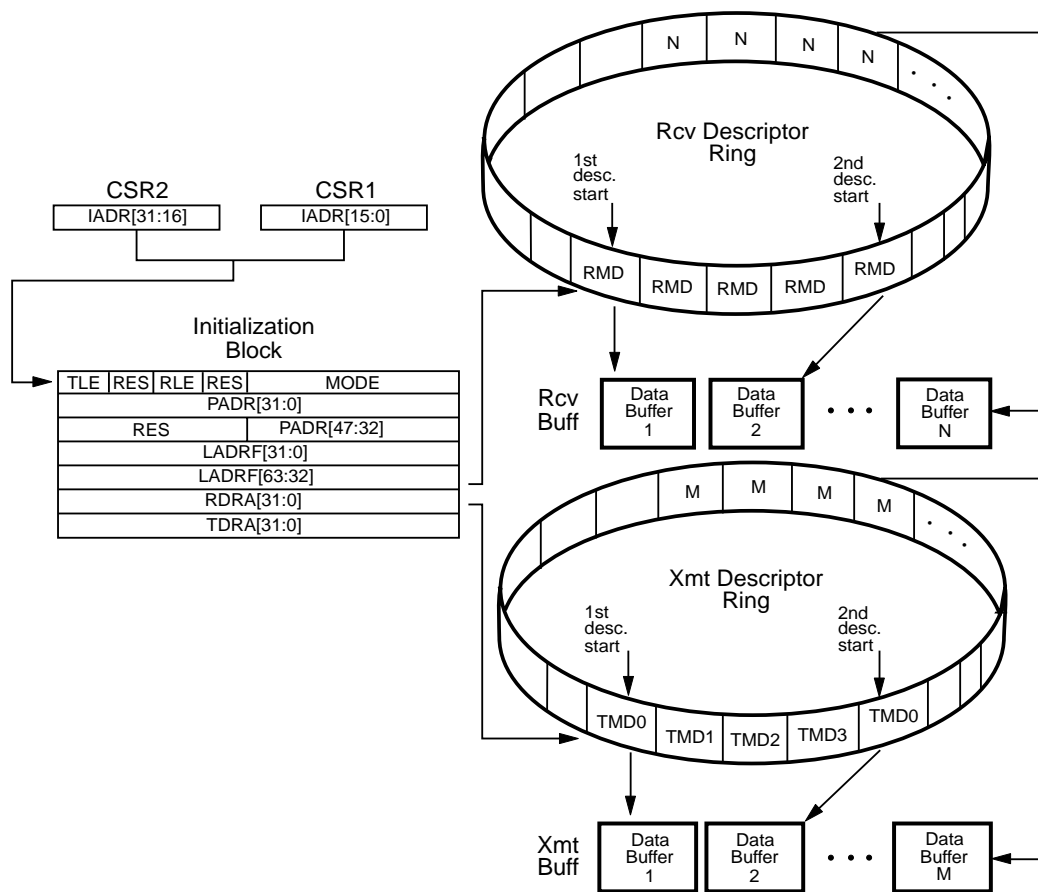 N N N N . . .
Rcv Descriptor
Ring
1st
desc.
start
2nd
desc.
start
RMD RMD RMD RMD RMD
CSR2
IADR[31:16]
CSR1
IADR[15:0]
Initialization
Block
TLE RES RLE RES MODE
PADR[31:0]
RES PADR[47:32]
LADRF[31:0]
LADRF[63:32]
RDRA[31:0]
TDRA[31:0]
Rcv
Buff
Data
Buffer
1
Data
Buffer
2
• • •
Data
Buffer
N
M M M M . . .
Xmt Descriptor
Ring
1st
desc.
start
2nd
desc.
start
TMD0 TMD1 TMD2 TMD3 TMD0
Xmt
Buff
Data
Buffer
1
Data
Buffer
2
• • •
Data
Buffer
M